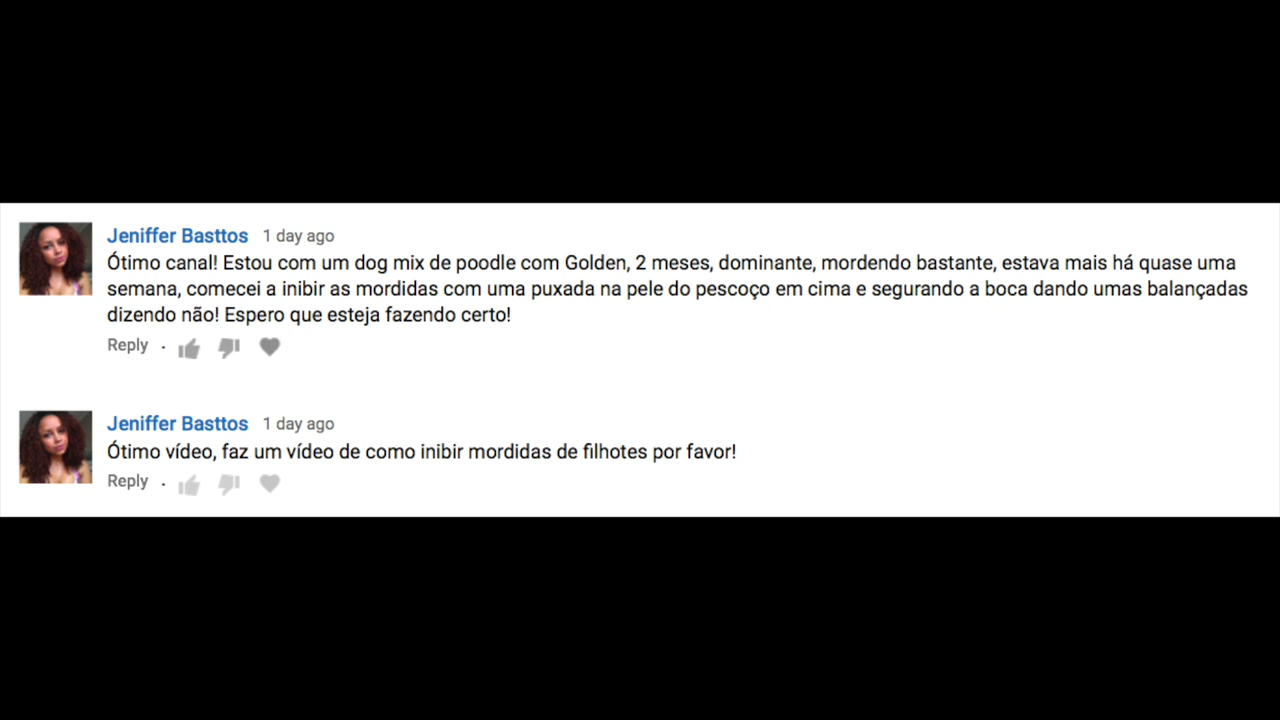 Jeniffer Basttos 1 day ago
Ótimo canal! Estou com um dog mix de poodle com Golden, 2 meses, dominante, mordendo bastante, estava mais há quase uma
semana, comecei a inibir as mordidas com uma puxada na pele do pescoço em cima e segurando a boca dando umas balançadas
dizendo não! Espero que esteja fazendo certo!
Reply ·
Jeniffer Basttos 1 day ago
Ótimo vídeo, faz um vídeo de como inibir mordidas de filhotes por favor!
Reply ·